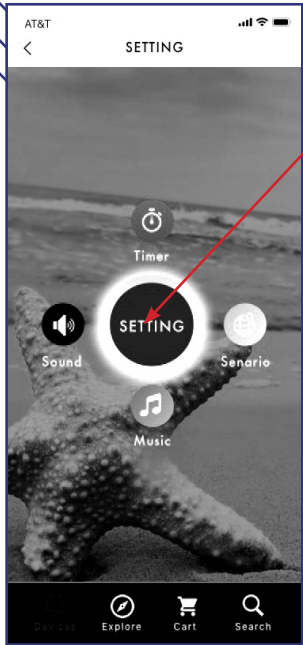 AT&T
SETTING
Timer
SETTING
Sound
Senario
Music
Devices
Explore
Cart
Search